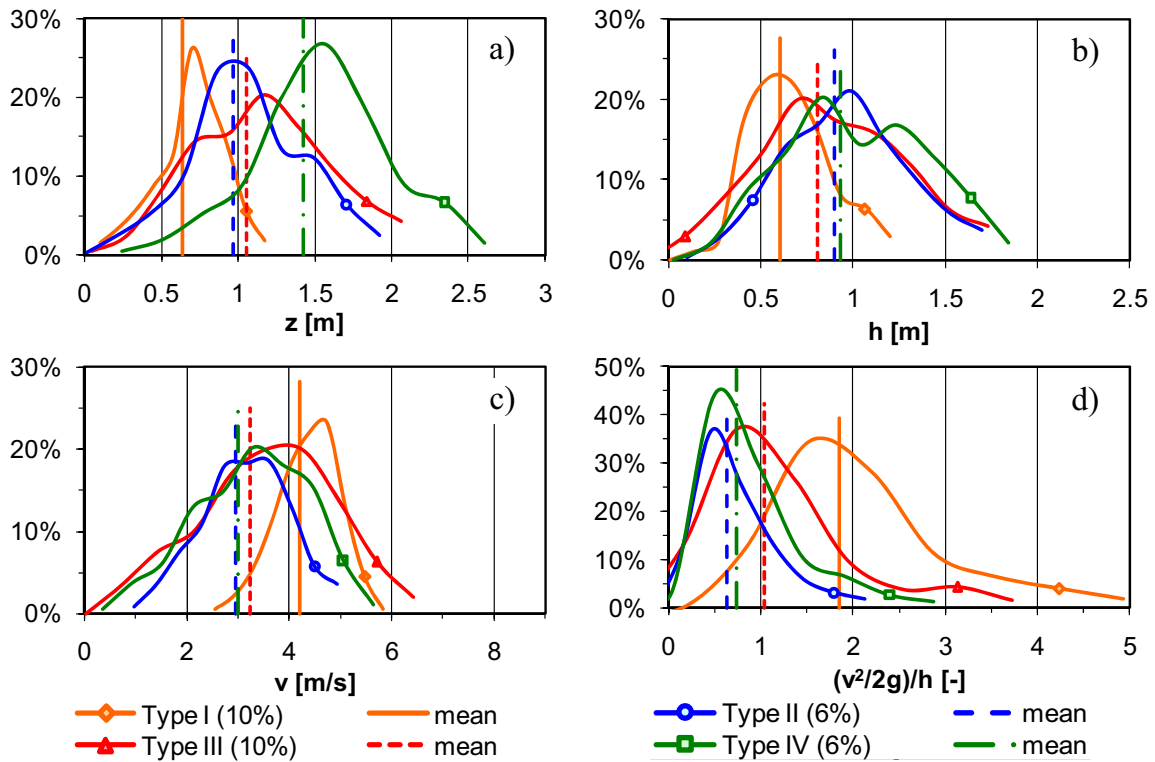 30%
20%
10%
0%
a)
0 0.5 1 1.5 2 2.5 3
z [m]
30%
20%
10%
0%
b)
0 0.5 1 1.5 2 2.5
h [m]
30%
20%
10%
0%
c)
0 2 4 6 8
v [m/s]
50%
40%
30%
20%
10%
0%
d)
0 1 2 3 4 5
(v²/2g)/h [-]
Type I (10%) mean
Type III (10%) mean
Type II (6%) mean
Type IV (6%) mean